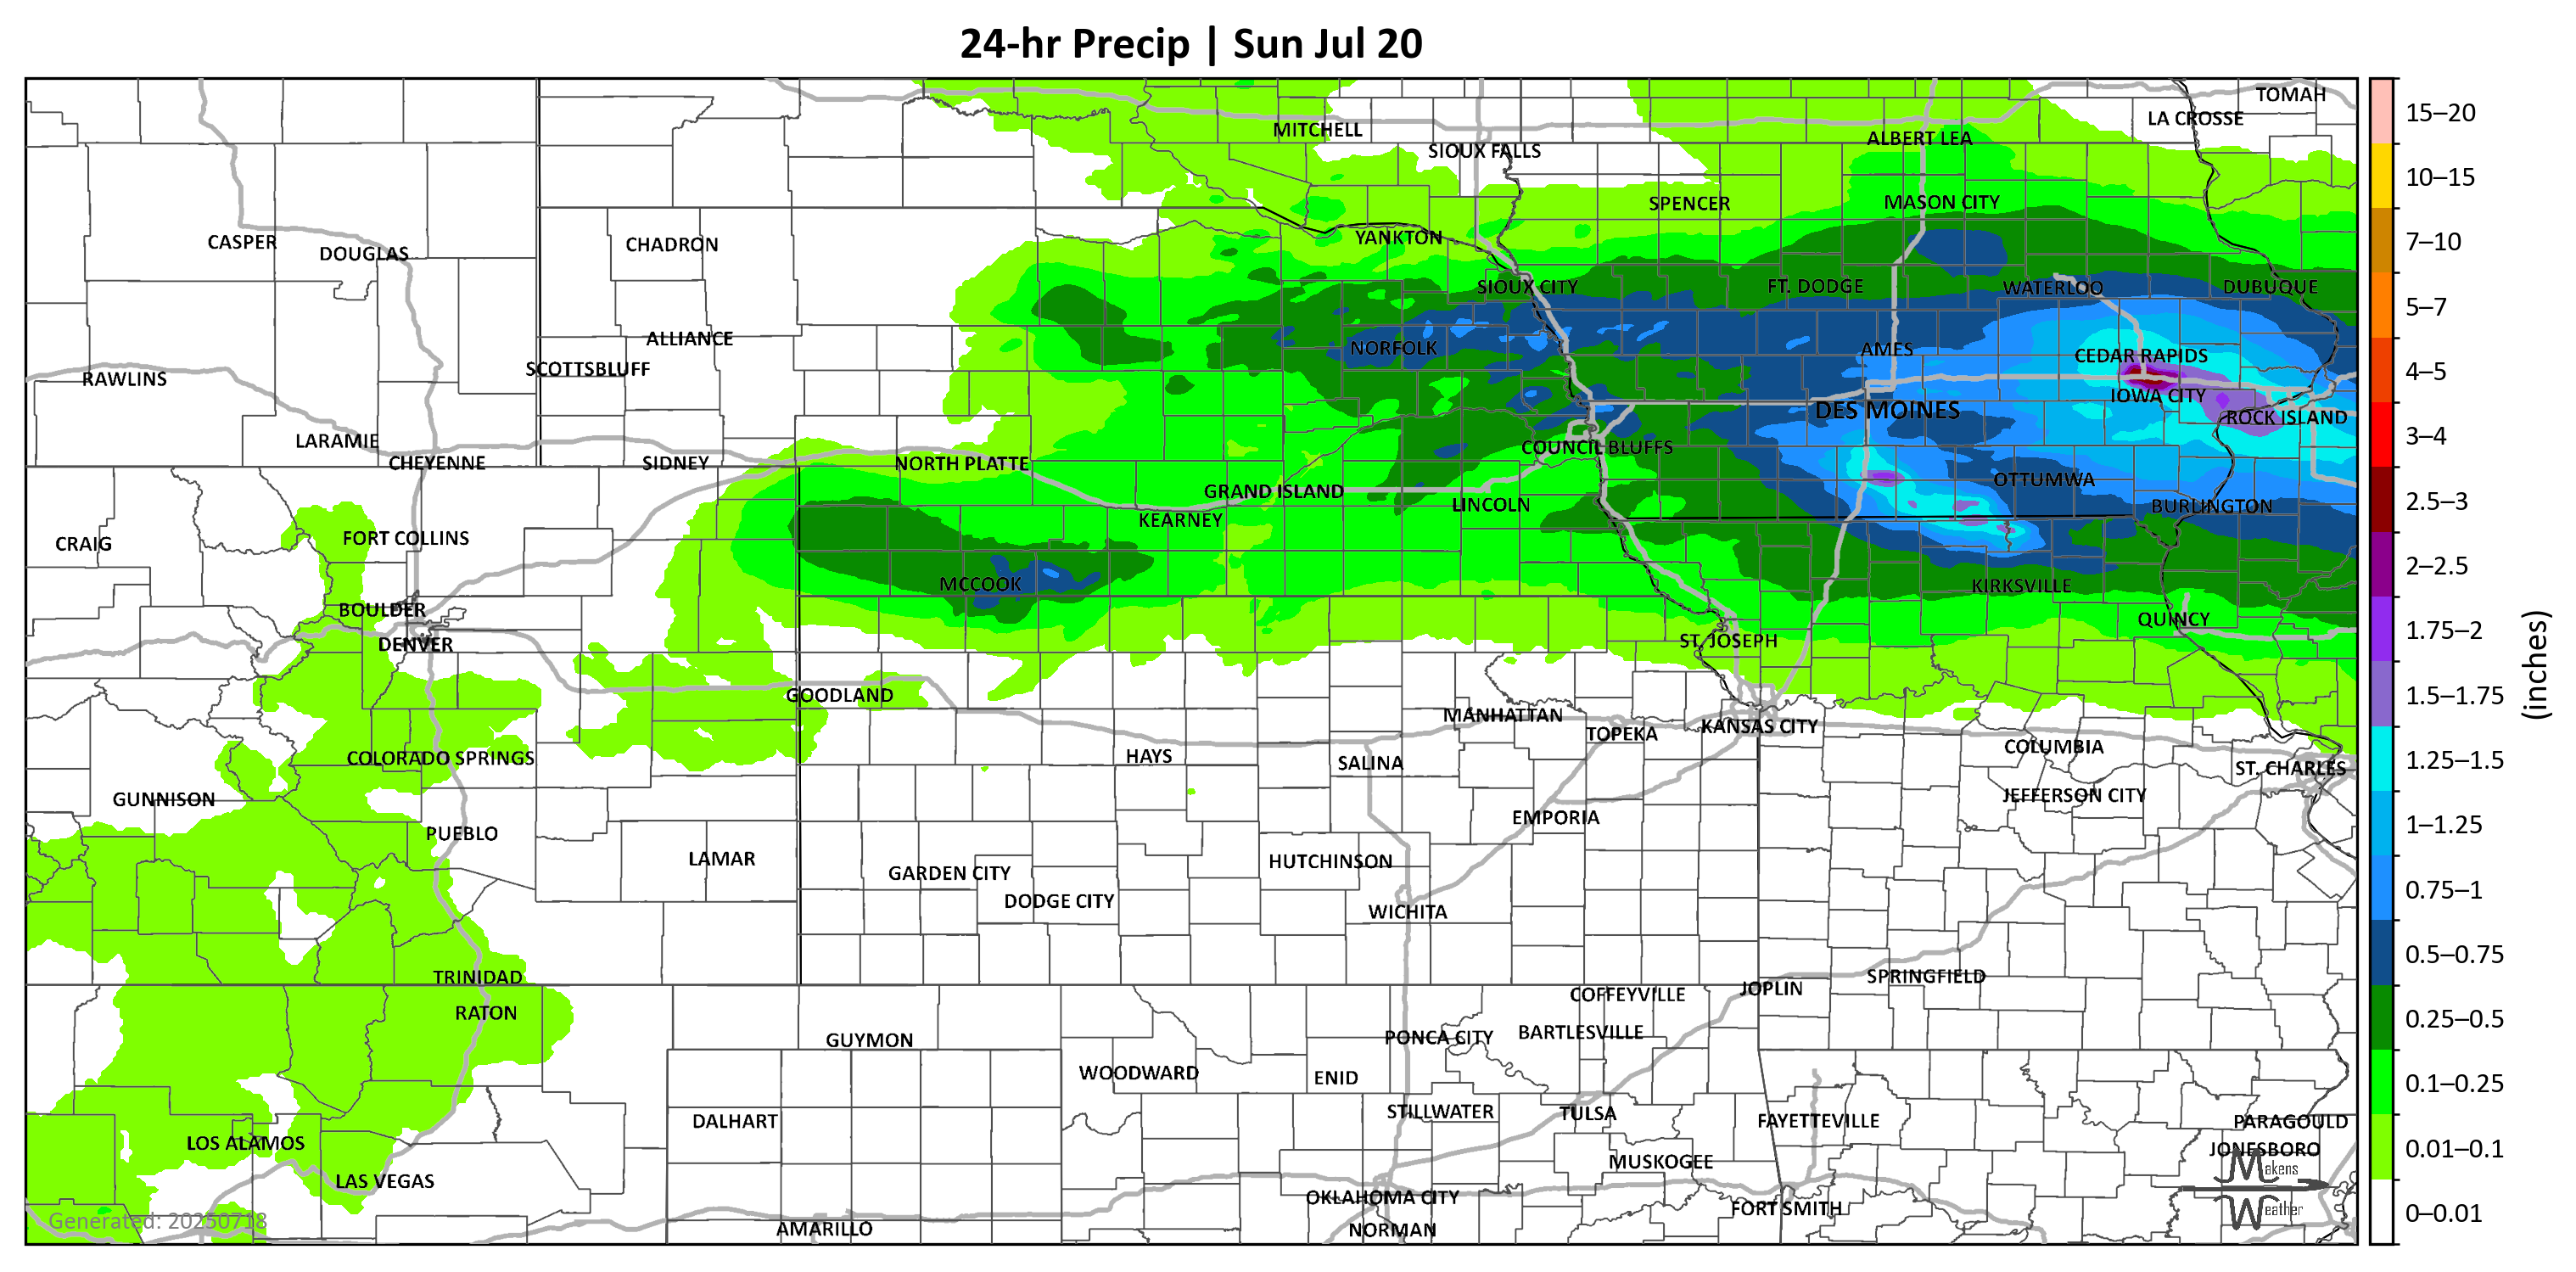 24-hr Precip | Sun Jul 20
TOMAH
LA CROSSE
MITCHELL
ALBERT LEA
SIOUX FALLS
SPENCER
MASON CITY
CASPER
DOUGLAS
CHADRON
YANKTON
SIOUX CITY
FT. DODGE
WATERLOO
DUBUQUE
ALLIANCE
NORFOLK
AMES
CEDAR RAPIDS
SCOTTSBLUFF
RAWLINS
IOWA CITY
DES MOINES
ROCK ISLAND
LARAMIE
COUNCIL BLUFFS
CHEYENNE
SIDNEY
NORTH PLATTE
GRAND ISLAND
OTTUMWA
LINCOLN
BURLINGTON
KEARNEY
CRAIG
FORT COLLINS
MCCOOK
KIRKSVILLE
BOULDER
QUINCY
DENVER
ST. JOSEPH
GOODLAND
MANHATTAN
KANSAS CITY
TOPEKA
COLUMBIA
COLORADO SPRINGS
HAYS
SALINA
ST. CHARLES
GUNNISON
JEFFERSON CITY
EMPORIA
PUEBLO
LAMAR
HUTCHINSON
GARDEN CITY
DODGE CITY
WICHITA
TRINIDAD
SPRINGFIELD
JOPLIN
COFFEYVILLE
RATON
BARTLESVILLE
PONCA CITY
GUYMON
WOODWARD
ENID
STILLWATER
TULSA
DALHART
FAYETTEVILLE
PARAGOULD
LOS ALAMOS
JONESBORO
MUSKOGEE
LAS VEGAS
OKLAHOMA CITY
FORT SMITH
AMARILLO
NORMAN
Generated: 20250718
Makens
Weather
15–20
10–15
7–10
5–7
4–5
3–4
2.5–3
2–2.5
1.75–2
1.5–1.75
1.25–1.5
1–1.25
0.75–1
0.5–0.75
0.25–0.5
0.1–0.25
0.01–0.1
0–0.01
(inches)